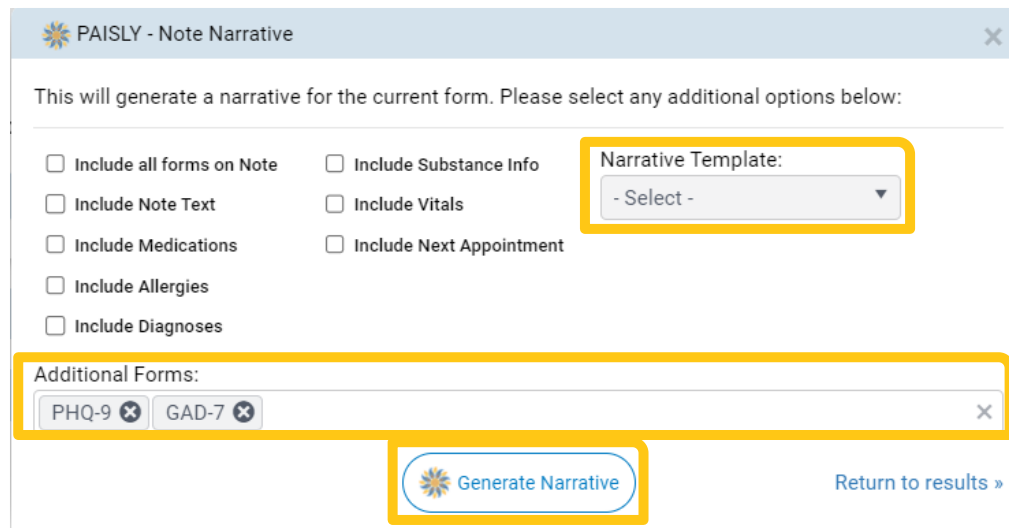 PAISLY - Note Narrative
This will generate a narrative for the current form. Please select any additional options below:
Include all forms on Note
Include Note Text
Include Medications
Include Allergies
Include Diagnoses
Include Substance Info
Include Vitals
Include Next Appointment
Narrative Template:
- Select -
Additional Forms:
PHQ-9 GAD-7
Generate Narrative
Return to results »